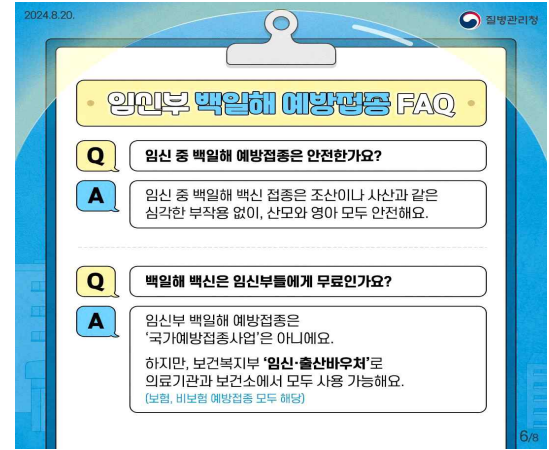 2024.8.20.
질병관리청
임신부 백일해 예방접종 FAQ
Q
임신 중 백일해 예방접종은 안전한가요?
A
임신 중 백일해 백신 접종은 조산이나 사산과 같은
심각한 부작용 없이, 산모와 영아 모두 안전해요.
Q
백일해 백신은 임신부들에게 무료인가요?
A
임신부 백일해 예방접종은
'국가예방접종사업'은 아니에요.
하지만, 보건복지부 '임신·출산바우처'로
의료기관과 보건소에서 모두 사용 가능해요.
(보험, 비보험 예방접종 모두 해당)
6/8